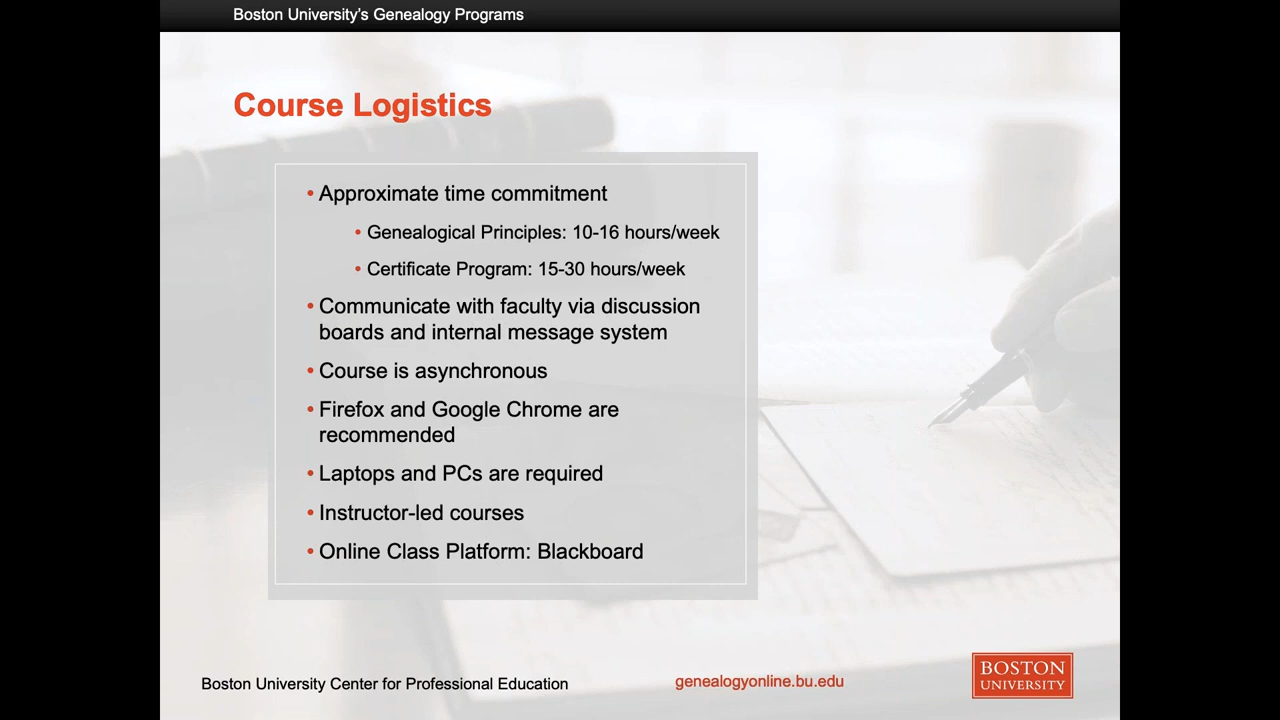 Boston University’s Genealogy Programs
Course Logistics
• Approximate time commitment
• Genealogical Principles: 10-16 hours/week
• Certificate Program: 15-30 hours/week
• Communicate with faculty via discussion
boards and internal message system
• Course is asynchronous
• Firefox and Google Chrome are
recommended
• Laptops and PCs are required
• Instructor-led courses
• Online Class Platform: Blackboard
Boston University Center for Professional Education
genealogyonline.bu.edu
BOSTON
UNIVERSITY